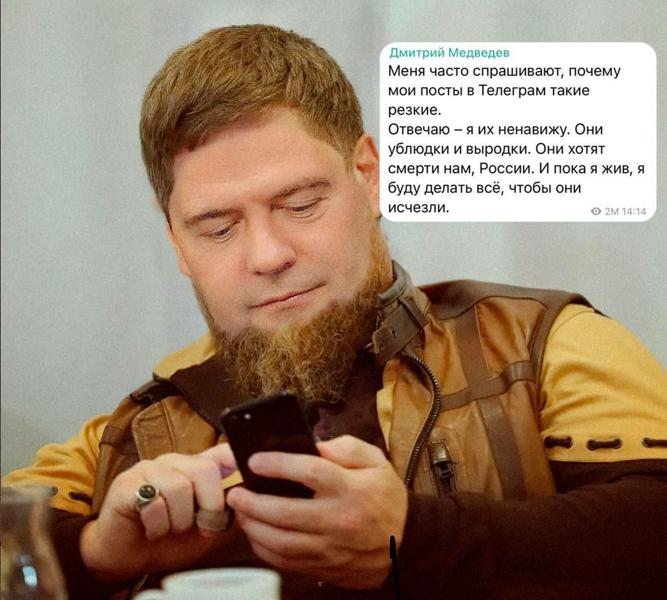 Дмитрий Медведев
Меня часто спрашивают, почему
мои посты в Телеграм такие
резкие.
Отвечаю – я их ненавижу. Они
ублюдки и выродки. Они хотят
смерти нам, России. И пока я жив, я
буду делать всё, чтобы они
исчезли.
2M 14:14